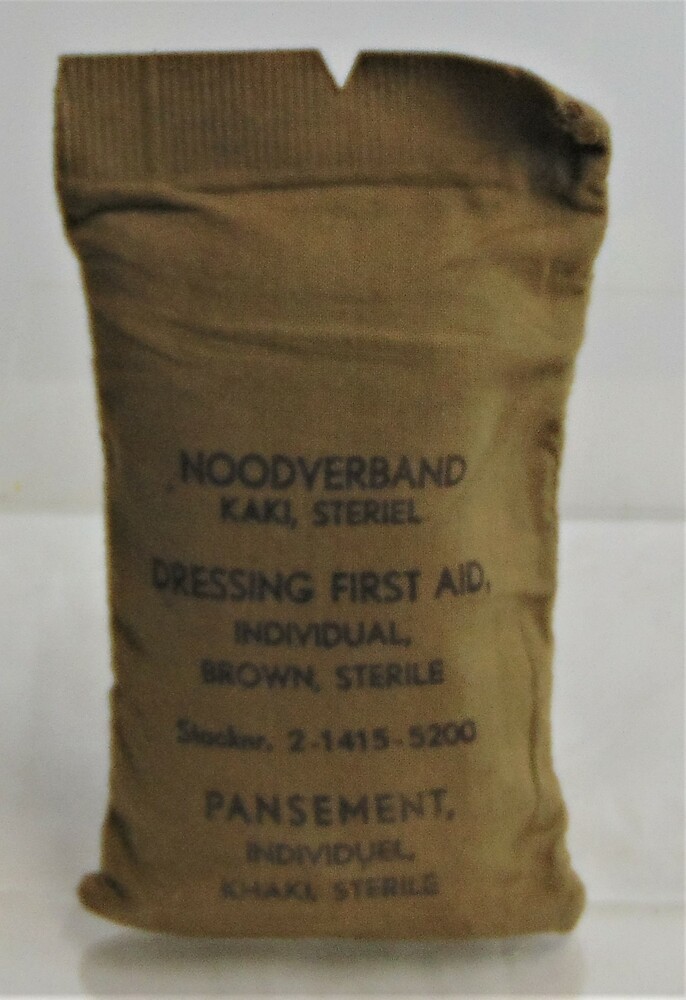 NOODVERBAND
KAKI, STERIEL
DRESSING FIRST AID,
INDIVIDUAL,
BROWN, STERILE
Stocknr. 2-1415-5200
PANSEMENT,
INDIVIDUEL,
KHAKI, STERILE